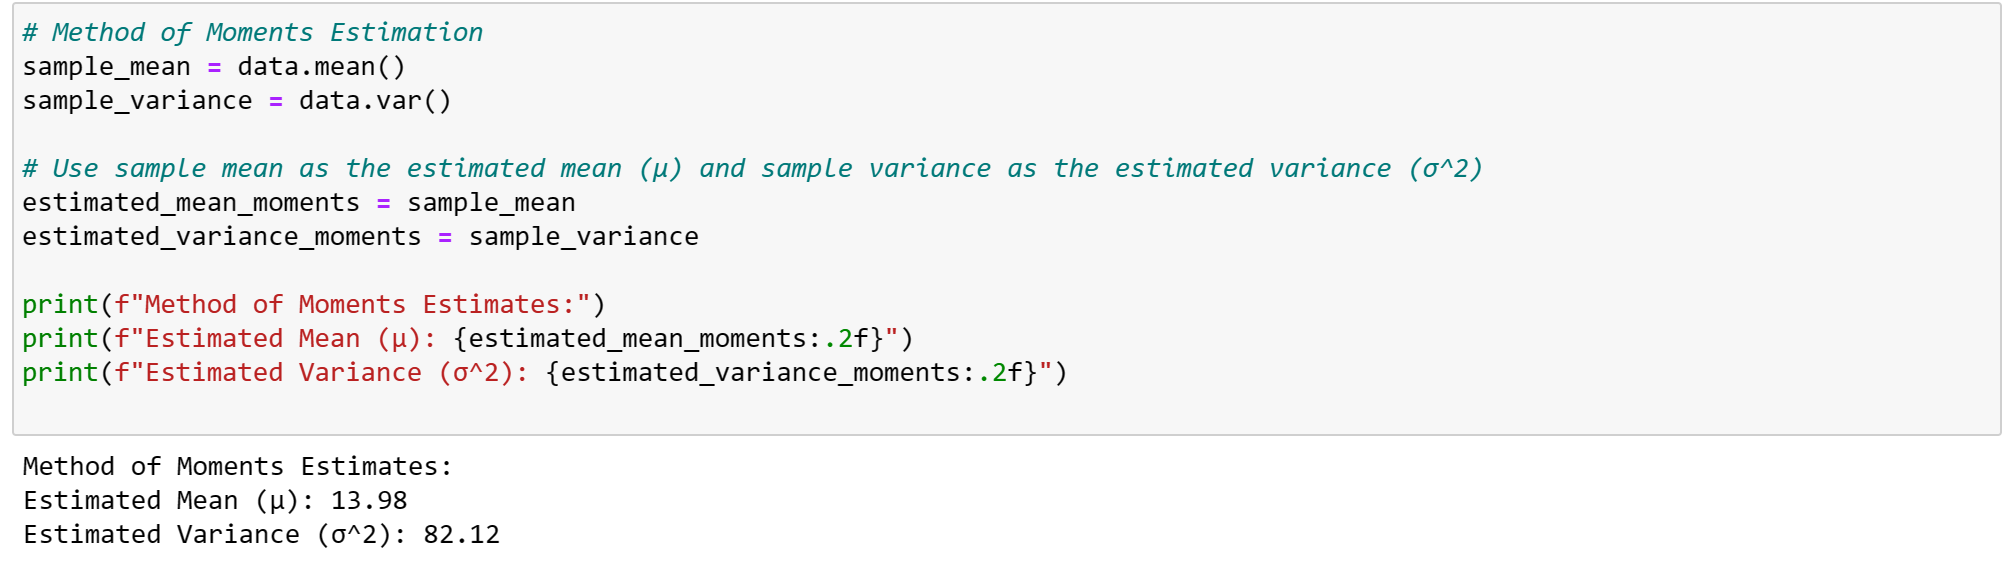 # Method of Moments Estimation
sample_mean = data.mean()
sample_variance = data.var()
# Use sample mean as the estimated mean (μ) and sample variance as the estimated variance (σ^2)
estimated_mean_moments = sample_mean
estimated_variance_moments = sample_variance
print(f"Method of Moments Estimates:")
print(f"Estimated Mean (μ): {estimated_mean_moments:.2f}")
print(f"Estimated Variance (σ^2): {estimated_variance_moments:.2f}")
Method of Moments Estimates:
Estimated Mean (μ): 13.98
Estimated Variance (σ^2): 82.12